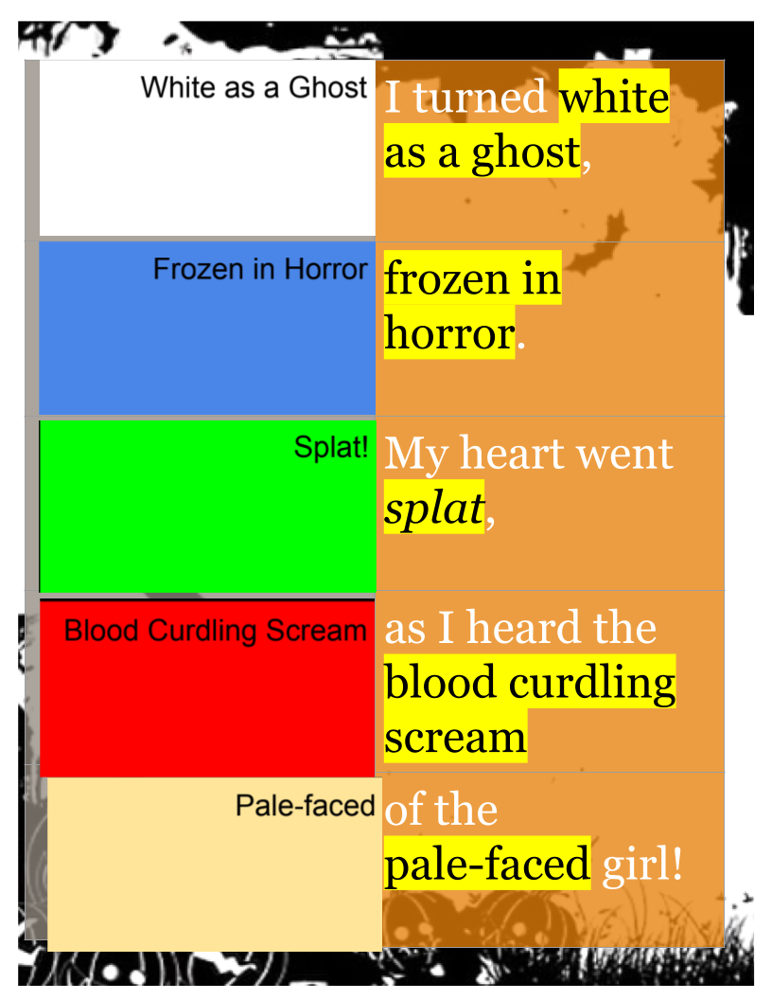 White as a Ghost
I turned white
as a ghost,
Frozen in Horror
frozen in
horror.
Splat!
My heart went
splat,
Blood Curdling Scream
as I heard the
blood curdling
scream
Pale-faced
of the
pale-faced girl!